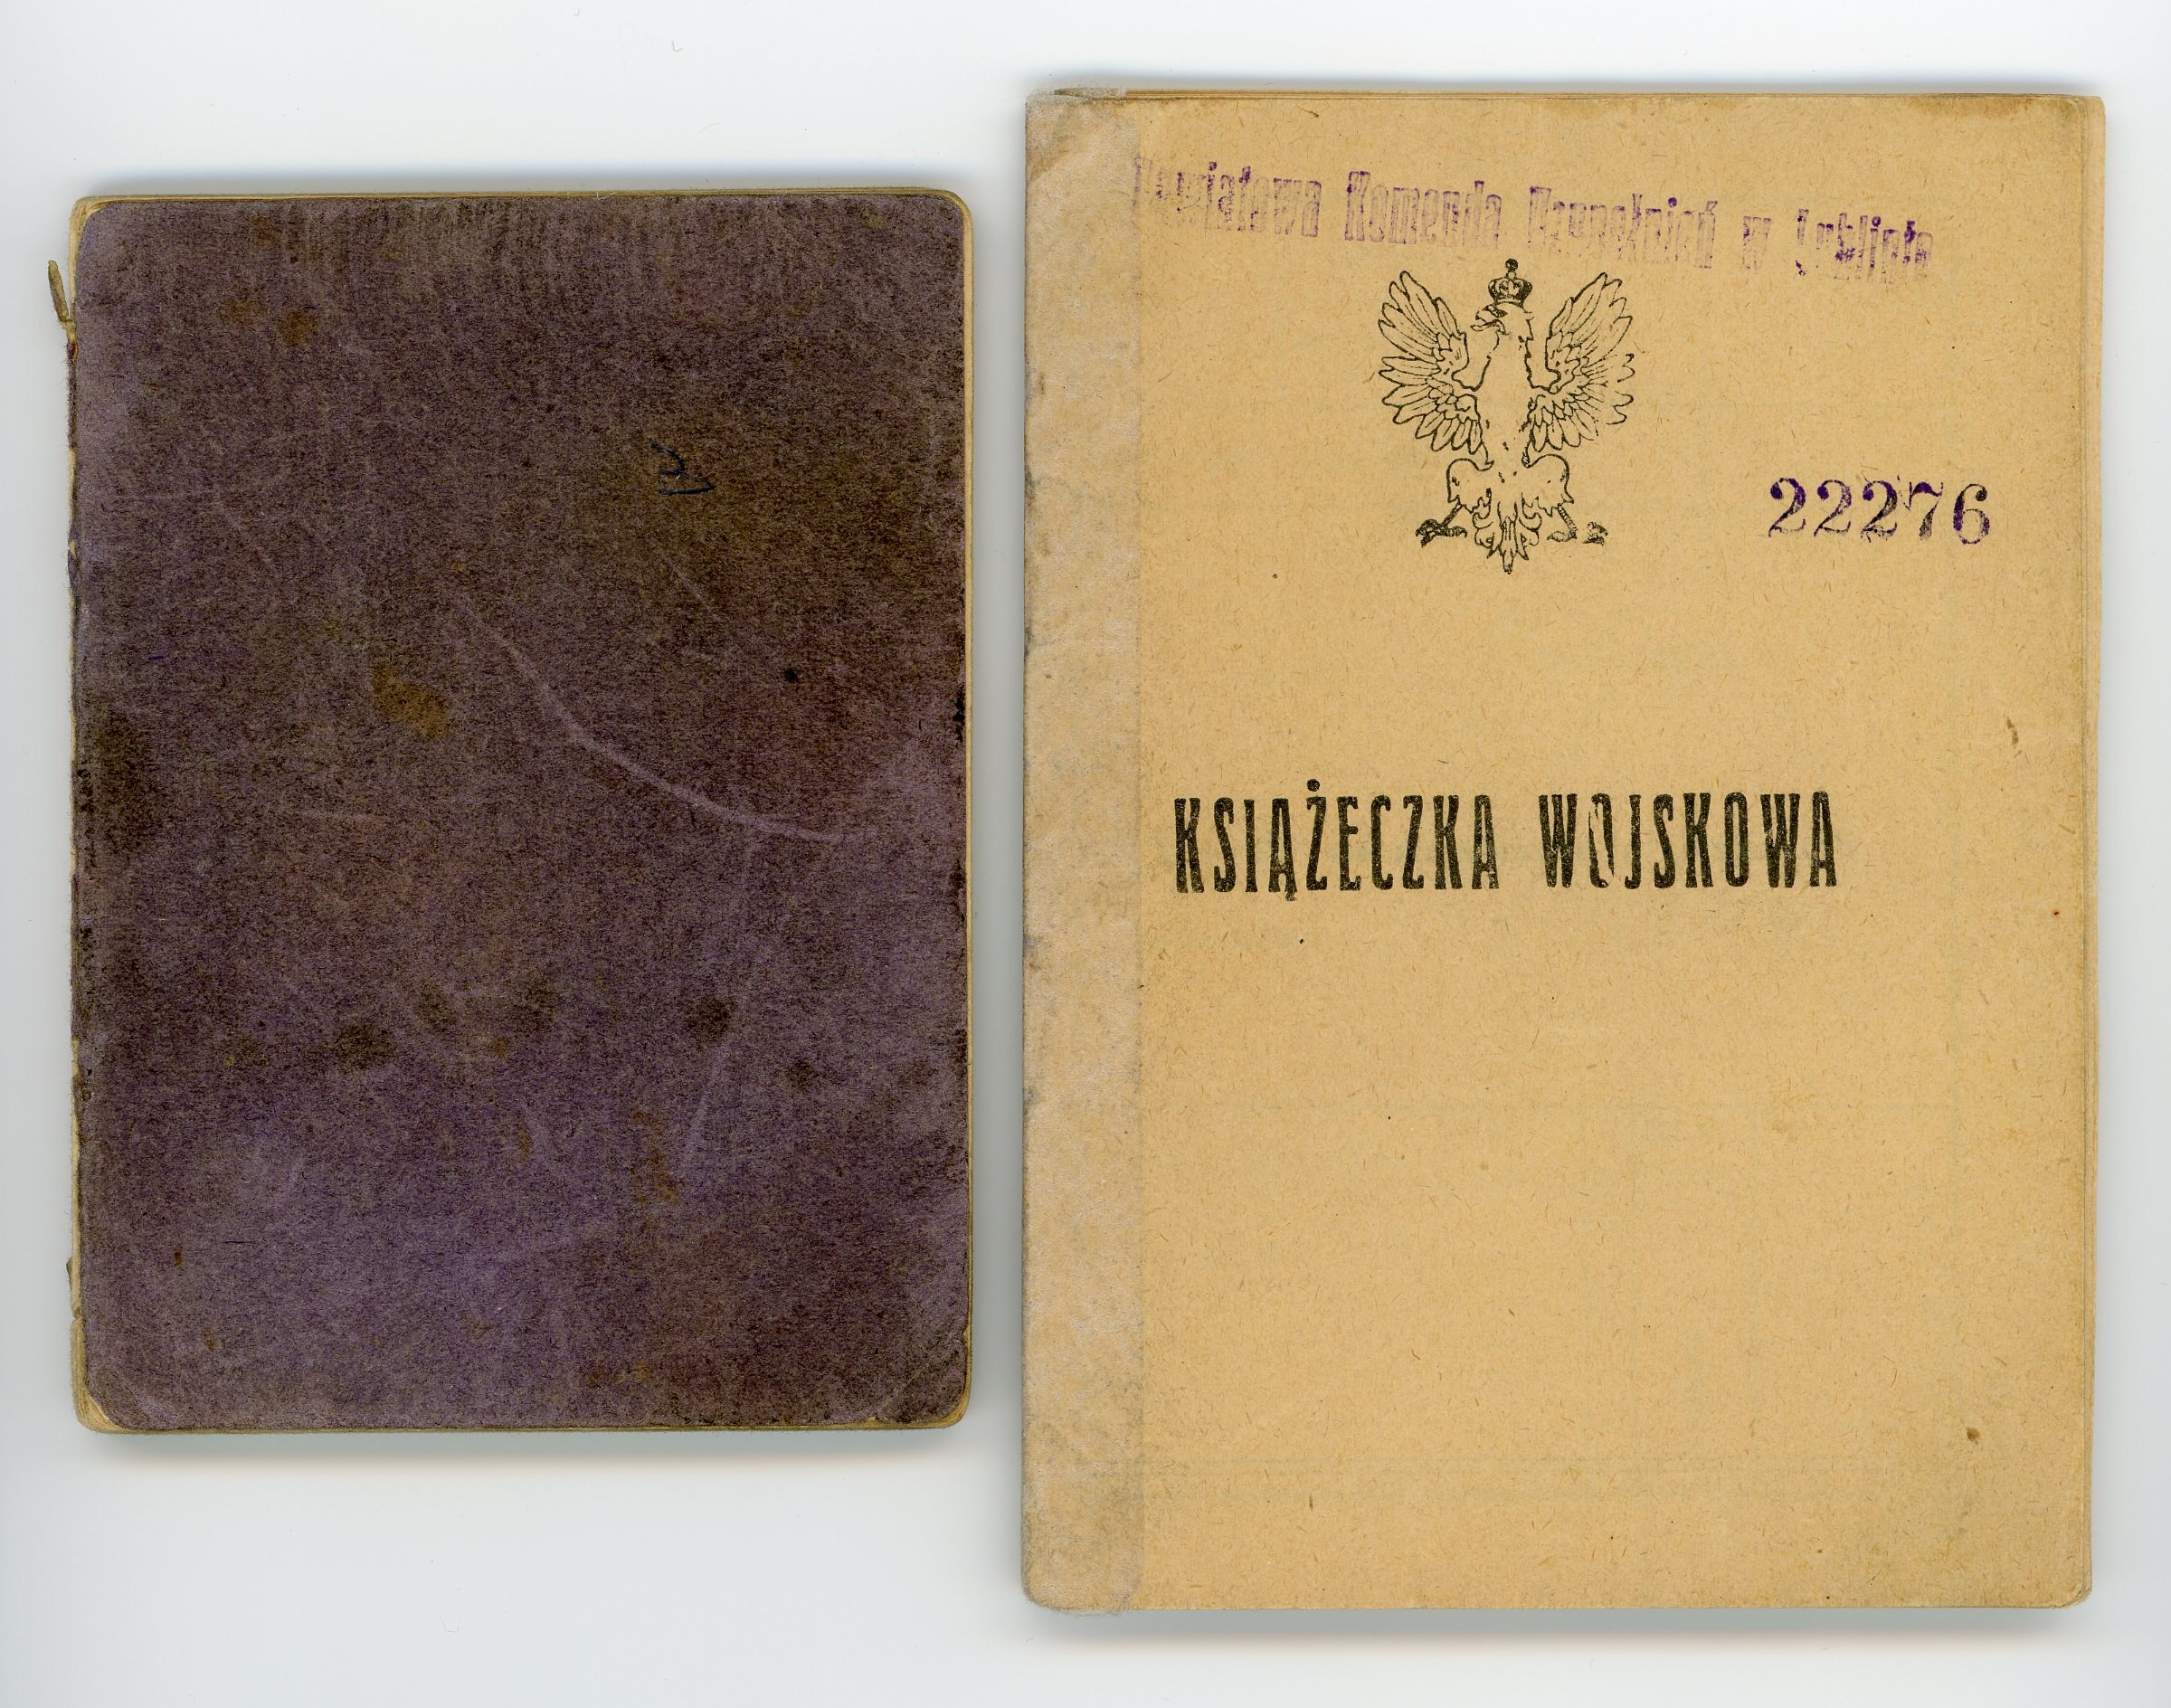 Powiatowa Komenda Uzupełnień w Lublinie
22276
KSIĄŻECZKA WOJSKOWA